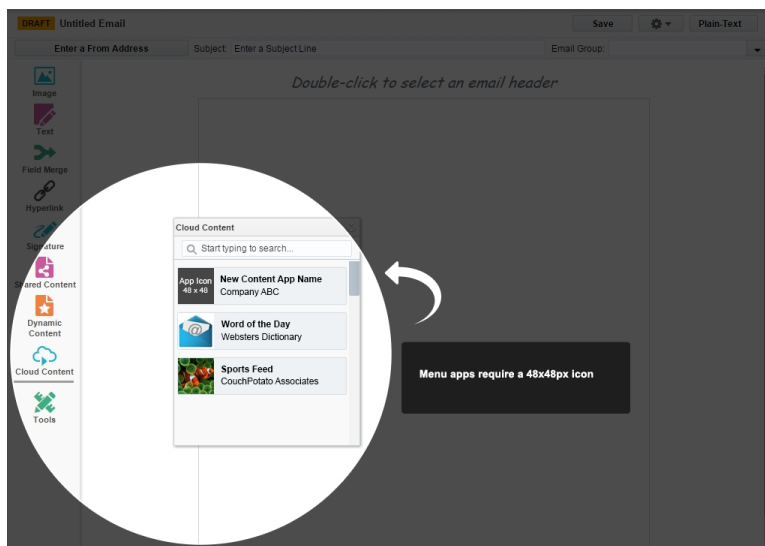 DRAFT Untitled Email
Save
Plain-Text
Enter a From Address
Subject: Enter a Subject Line
Email Group:
Image
Text
Field Merge
Hyperlink
Signature
Shared Content
Dynamic
Content
Cloud Content
Tools
Double-click to select an email header
Cloud Content
Start typing to search...
App Icon
48 x 48
New Content App Name
Company ABC
Word of the Day
Websters Dictionary
Sports Feed
CouchPotato Associates
Menu apps require a 48x48px icon